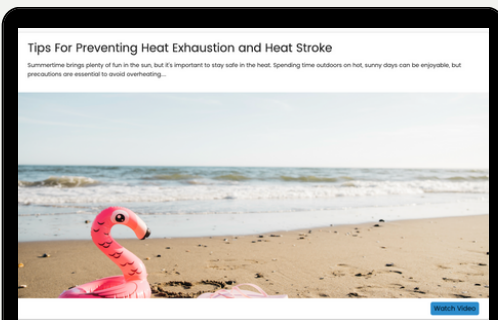 Tips For Preventing Heat Exhaustion and Heat Stroke
Summertime brings plenty of fun in the sun, but it's important to stay safe in the heat. Spending time outdoors on hot, sunny days can be enjoyable, but
precautions are essential to avoid overheating...
Watch Video